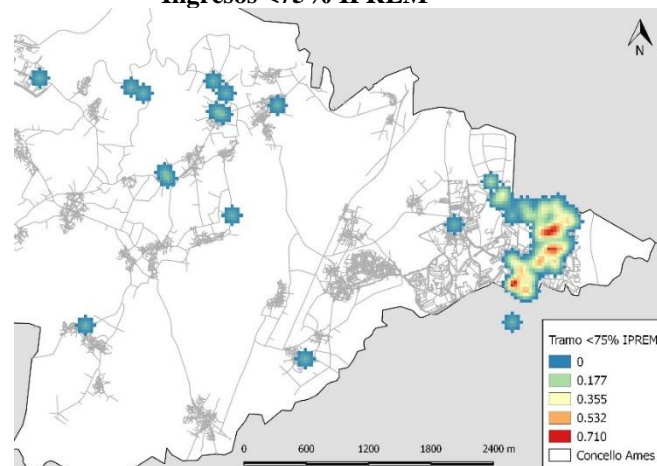 Ingresos <75% IPREM
N
Tramo <75% IPREM
0
0.177
0.355
0.532
0.710
Concello Ames
0 600 1200 1800 2400 m